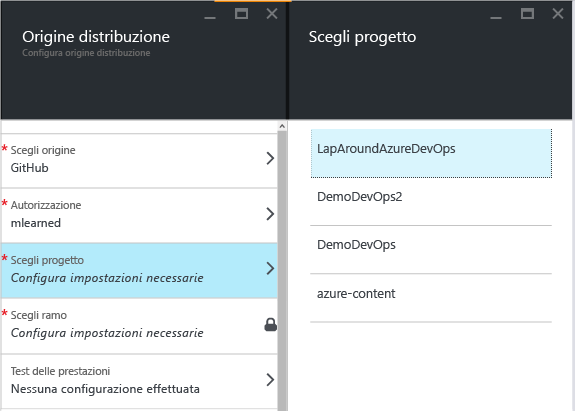 Origine distribuzione
Configura origine distribuzione
* Scegli origine
GitHub
* Autorizzazione
mlearned
* Scegli progetto
Configura impostazioni necessarie
* Scegli ramo
Configura impostazioni necessarie
Test delle prestazioni
Nessuna configurazione effettuata
Scegli progetto
LapAroundAzureDevOps
DemoDevOps2
DemoDevOps
azure-content